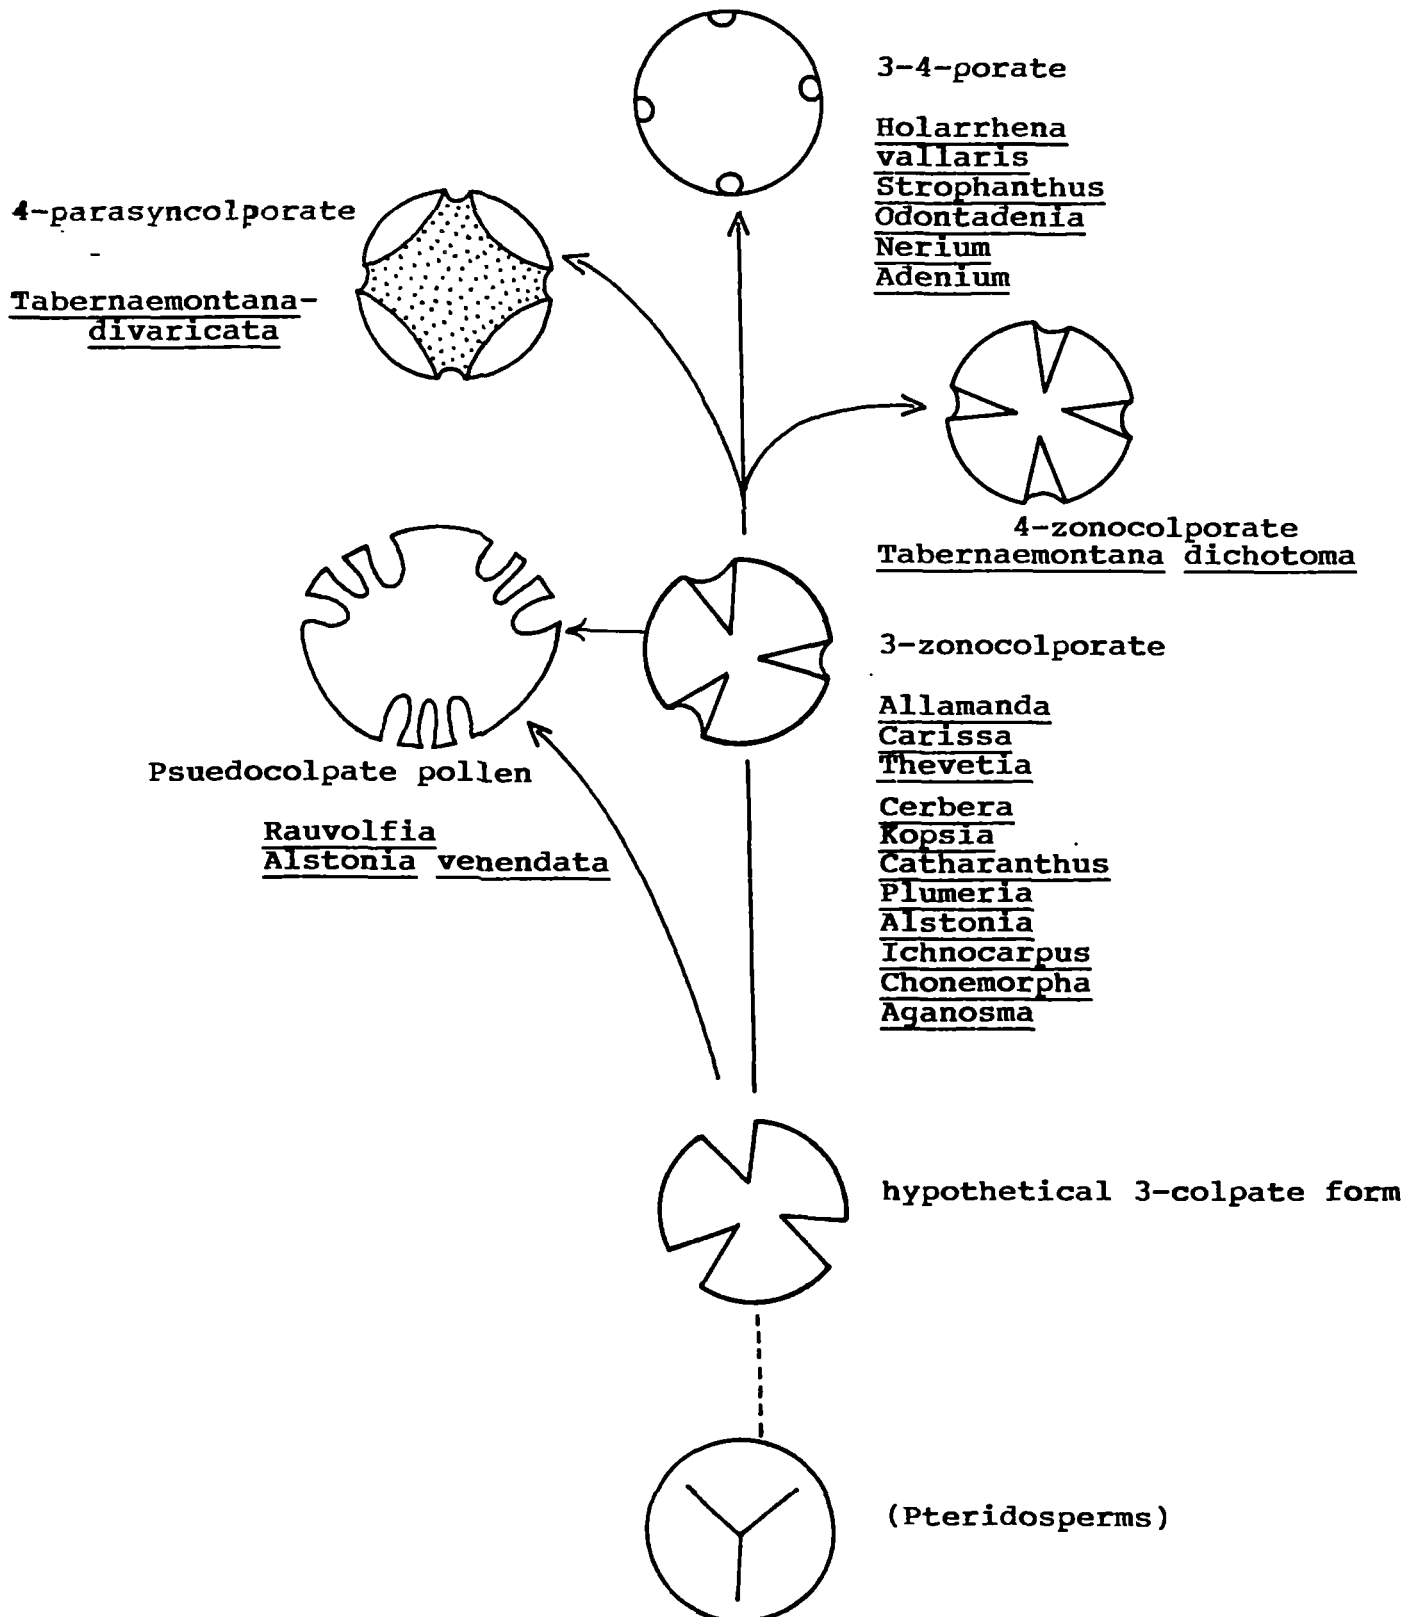 3-4-porate
Holarrhena
vallaris
Strophanthus
Odontadenia
Nerium
Adenium
4-parasyncolporate
Tabernaemontana-
divaricata
4-zonocolporate
Tabernaemontana dichotoma
3-zonocolporate
Allamanda
Carissa
Thevetia
Cerbera
Kopsia
Catharanthus
Plumeria
Alstonia
Ichnocarpus
Chonemorpha
Aganosma
Psuedocolpate pollen
Rauvolfia
Alstonia venendata
hypothetical 3-colpate form
(Pteridosperms)